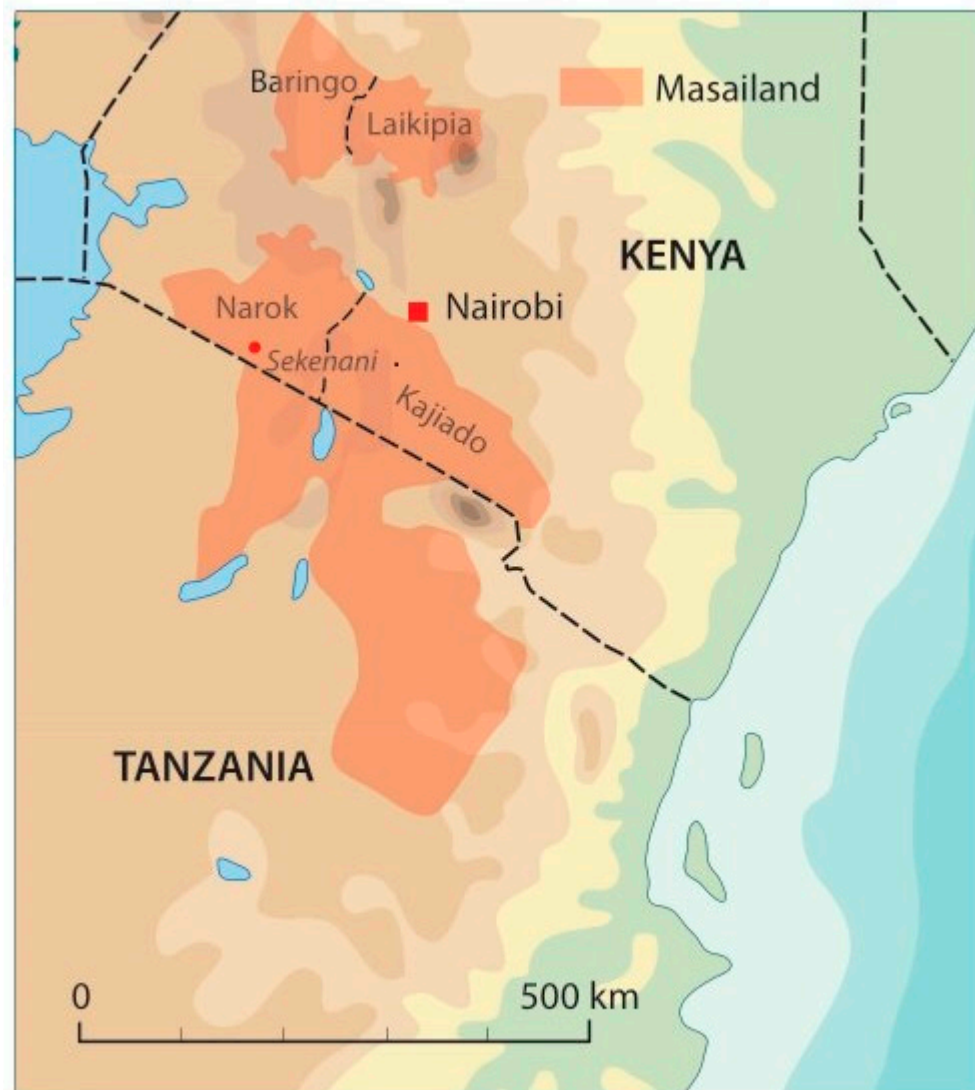 Baringo
Masailand
Laikipia
KENYA
Narok
Nairobi
Sekenani
Kajiado
TANZANIA
0
500 km